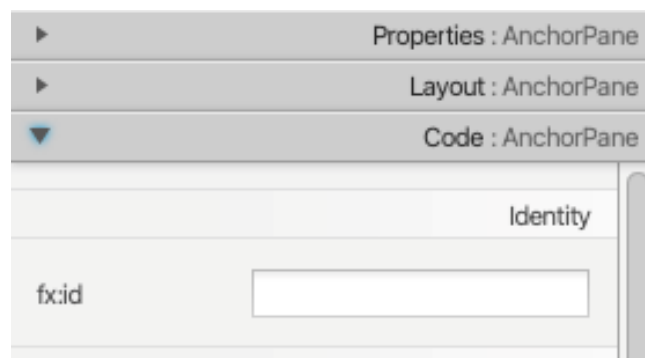 Properties : AnchorPane
Layout : AnchorPane
Code : AnchorPane
Identity
fx:id